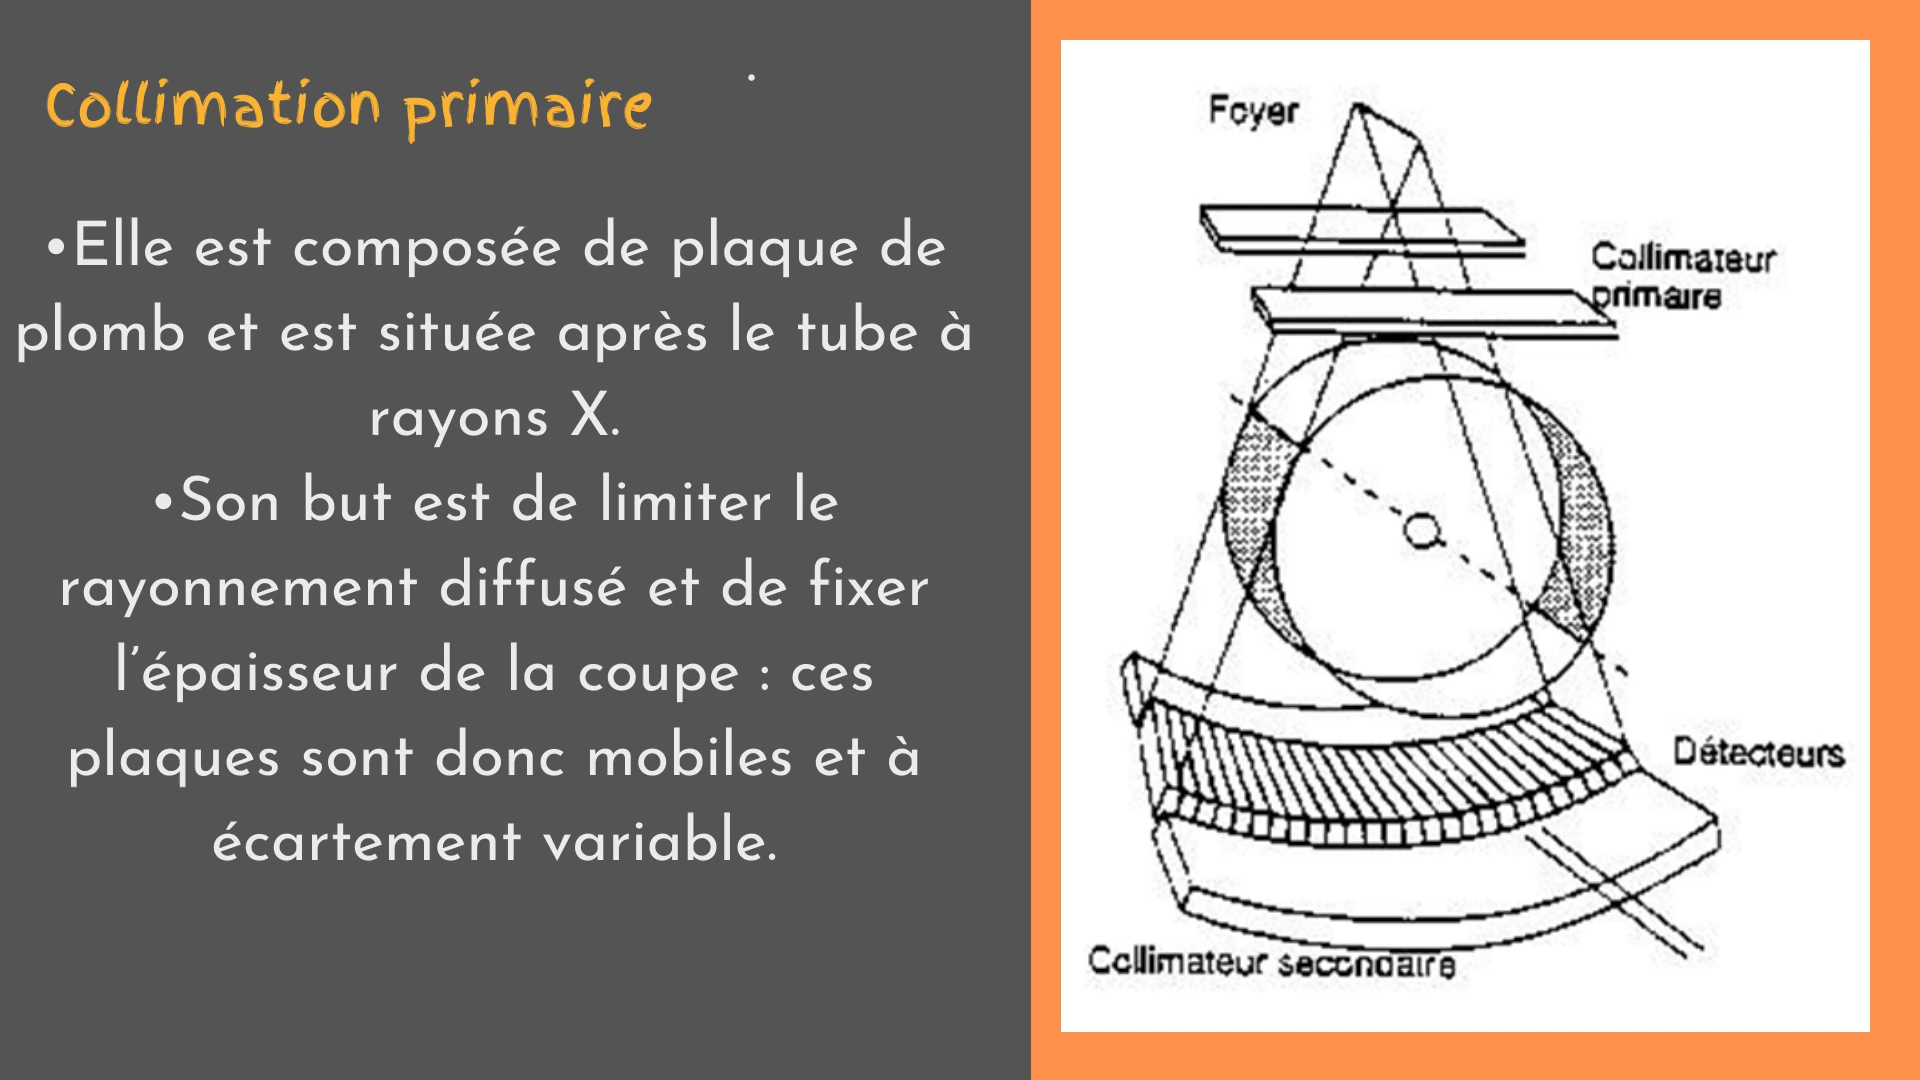 Collimation primaire
•Elle est composée de plaque de
plomb et est située après le tube à
rayons X.
•Son but est de limiter le
rayonnement diffusé et de fixer
l’épaisseur de la coupe : ces
plaques sont donc mobiles et à
écartement variable.
Foyer
Collimateur
primaire
Détecteurs
Collimateur secondaire